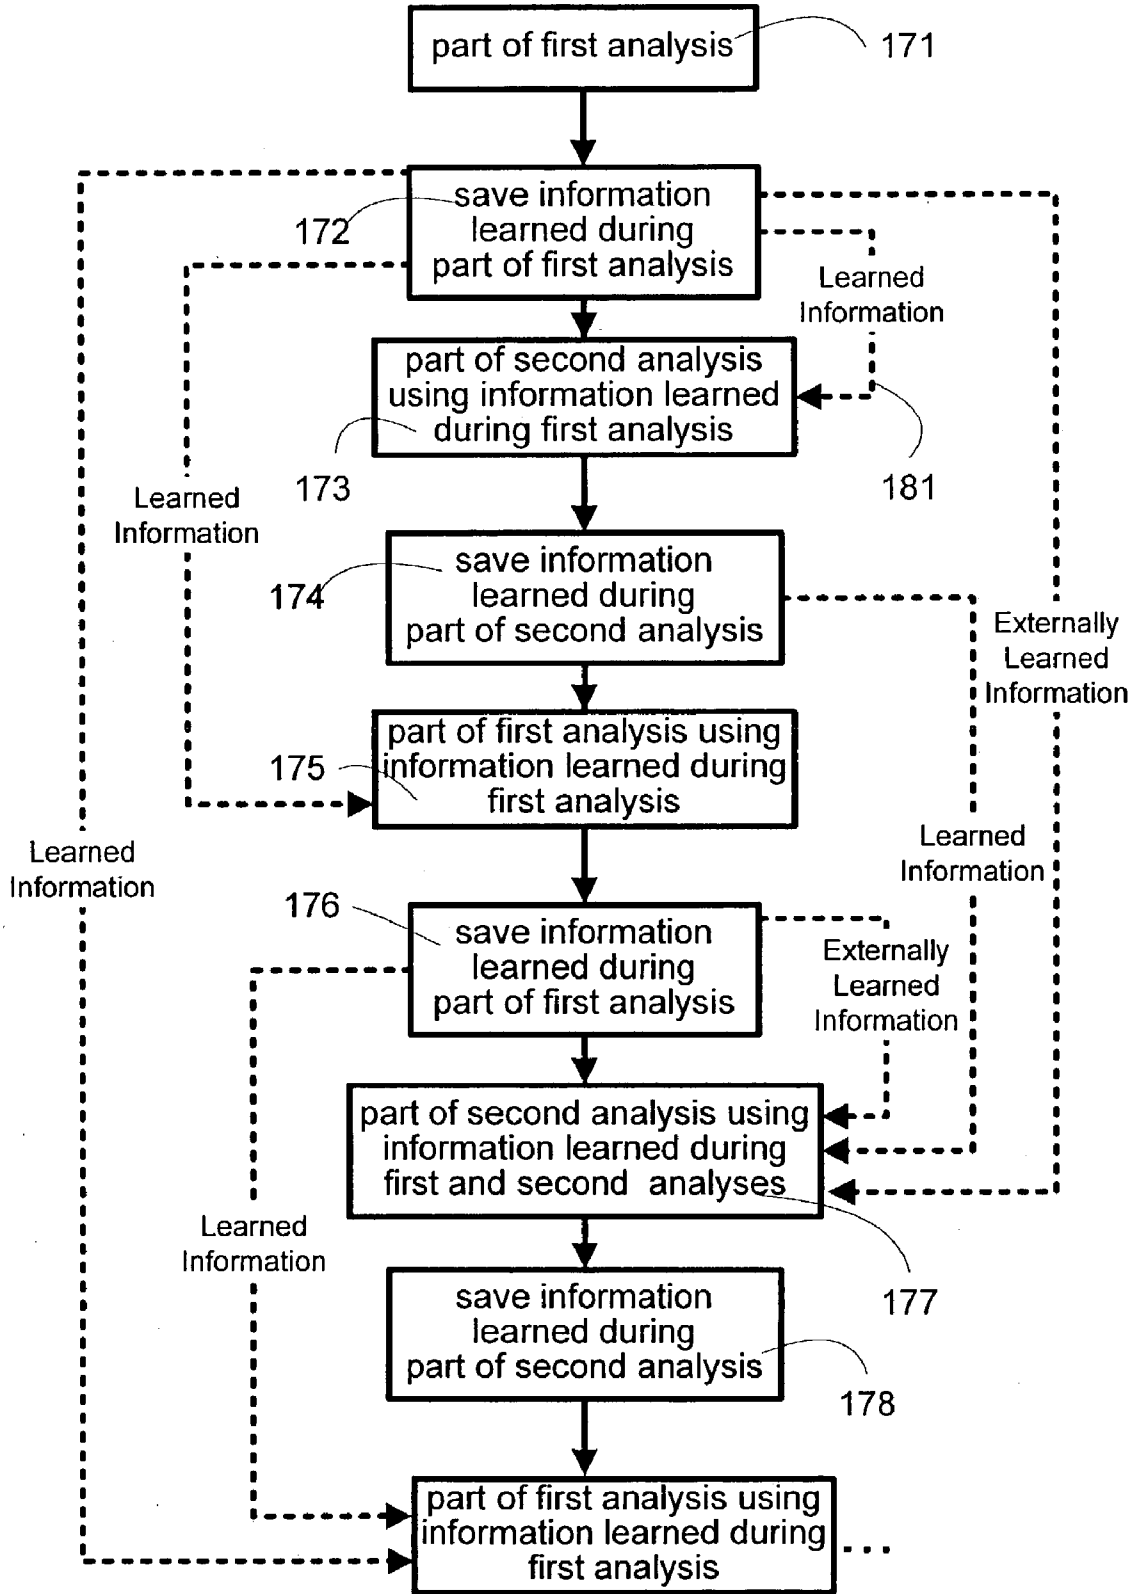 part of first analysis
171
save information
learned during
part of first analysis
172
Learned
Information
part of second analysis
using information learned
during first analysis
173
181
Learned
Information
save information
learned during
part of second analysis
174
Externally
Learned
Information
part of first analysis using
information learned during
first analysis
175
Learned
Information
Learned
Information
176
save information
learned during
part of first analysis
Externally
Learned
Information
part of second analysis using
information learned during
first and second analyses
177
Learned
Information
save information
learned during
part of second analysis
178
part of first analysis using
information learned during
first analysis
...